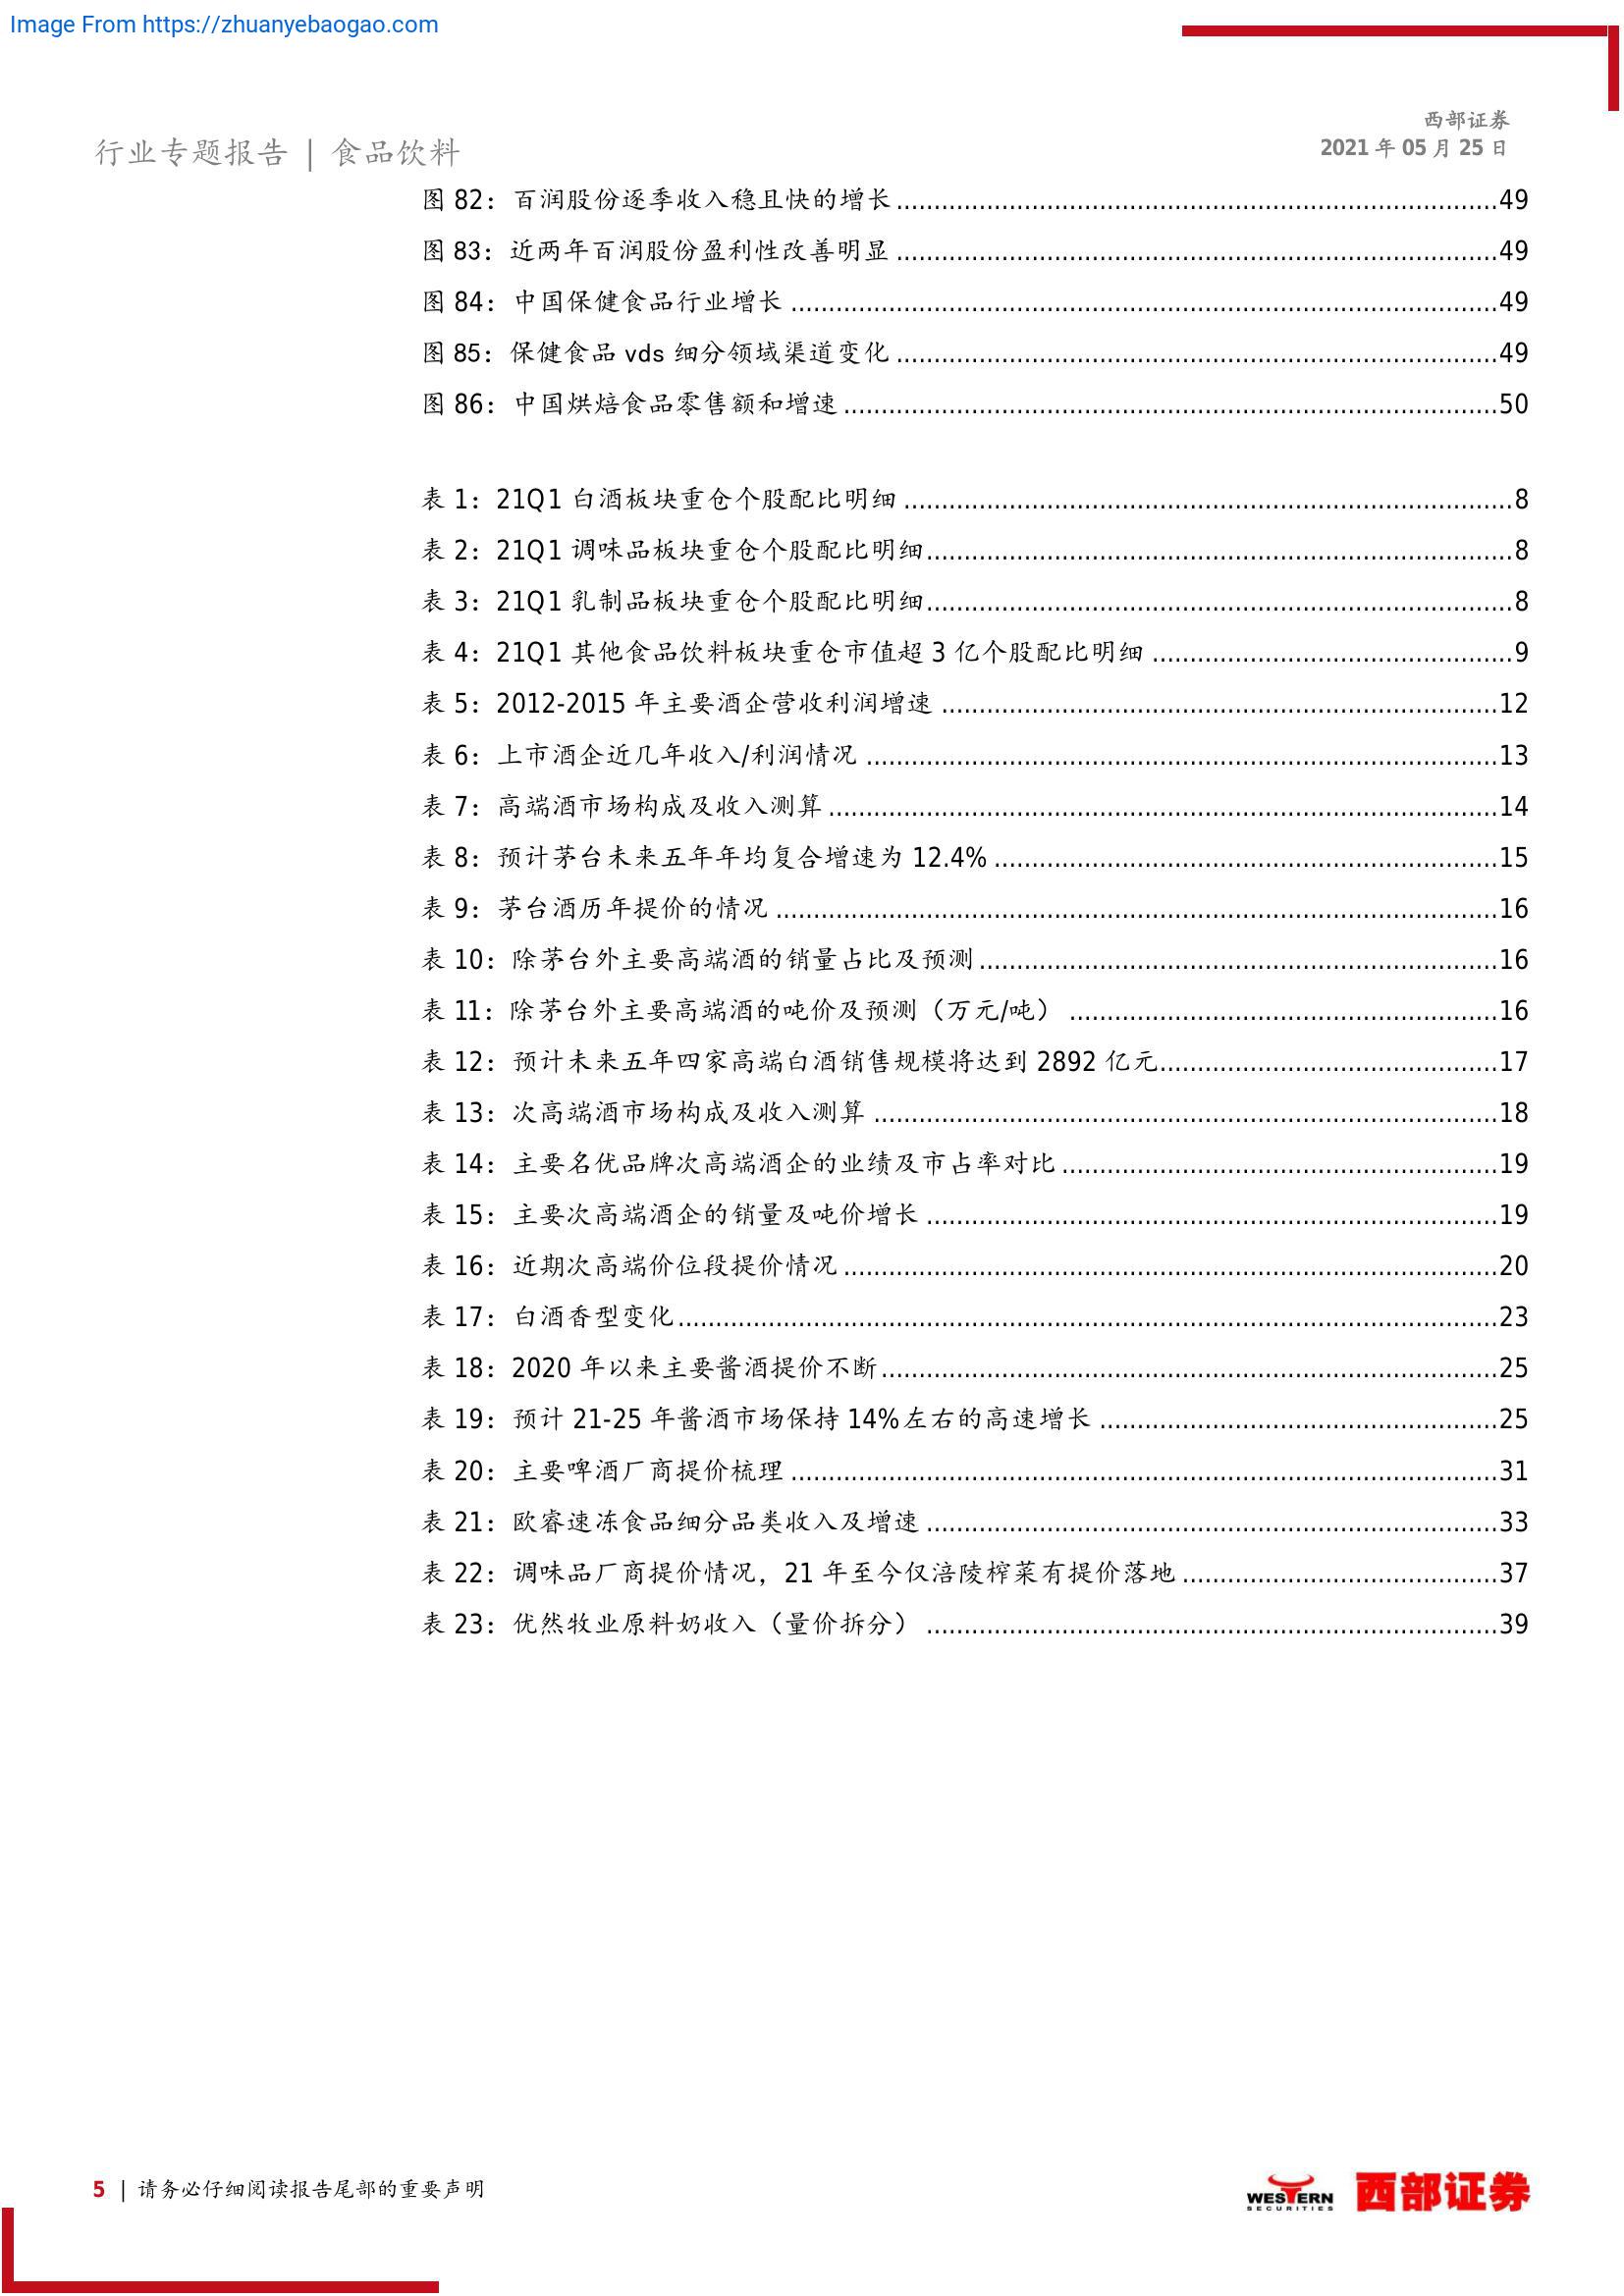 Image From https://zhuanyebaogao.com
西部证券
行业专题报告 | 食品饮料
2021 年 05 月 25 日
图 82：百润股份逐季收入稳且快的增长......49
图 83：近两年百润股份盈利性改善明显......49
图 84：中国保健食品行业增长......49
图 85：保健食品 vds 细分领域渠道变化......49
图 86：中国烘焙食品零售额和增速......50
表 1：21Q1 白酒板块重仓个股配比明细......8
表 2：21Q1 调味品板块重仓个股配比明细......8
表 3：21Q1 乳制品板块重仓个股配比明细......8
表 4：21Q1 其他食品饮料板块重仓市值超 3 亿个股配比明细......9
表 5：2012-2015 年主要酒企营收利润增速......12
表 6：上市酒企近几年收入/利润情况......13
表 7：高端酒市场构成及收入测算......14
表 8：预计茅台未来五年年均复合增速为 12.4%......15
表 9：茅台酒历年提价的情况......16
表 10：除茅台外主要高端酒的销量占比及预测......16
表 11：除茅台外主要高端酒的吨价及预测（万元/吨）......16
表 12：预计未来五年四家高端白酒销售规模将达到 2892 亿元......17
表 13：次高端酒市场构成及收入测算......18
表 14：主要名优品牌次高端酒企的业绩及市占率对比......19
表 15：主要次高端酒企的销量及吨价增长......19
表 16：近期次高端价位段提价情况......20
表 17：白酒香型变化......23
表 18：2020 年以来主要酱酒提价不断......25
表 19：预计 21-25 年酱酒市场保持 14%左右的高速增长......25
表 20：主要啤酒厂商提价梳理......31
表 21：欧睿速冻食品细分品类收入及增速......33
表 22：调味品厂商提价情况，21 年至今仅涪陵榨菜有提价落地......37
表 23：优然牧业原料奶收入（量价拆分）......39
5 | 请务必仔细阅读报告尾部的重要声明
WESTERN SECURITIES 西部证券